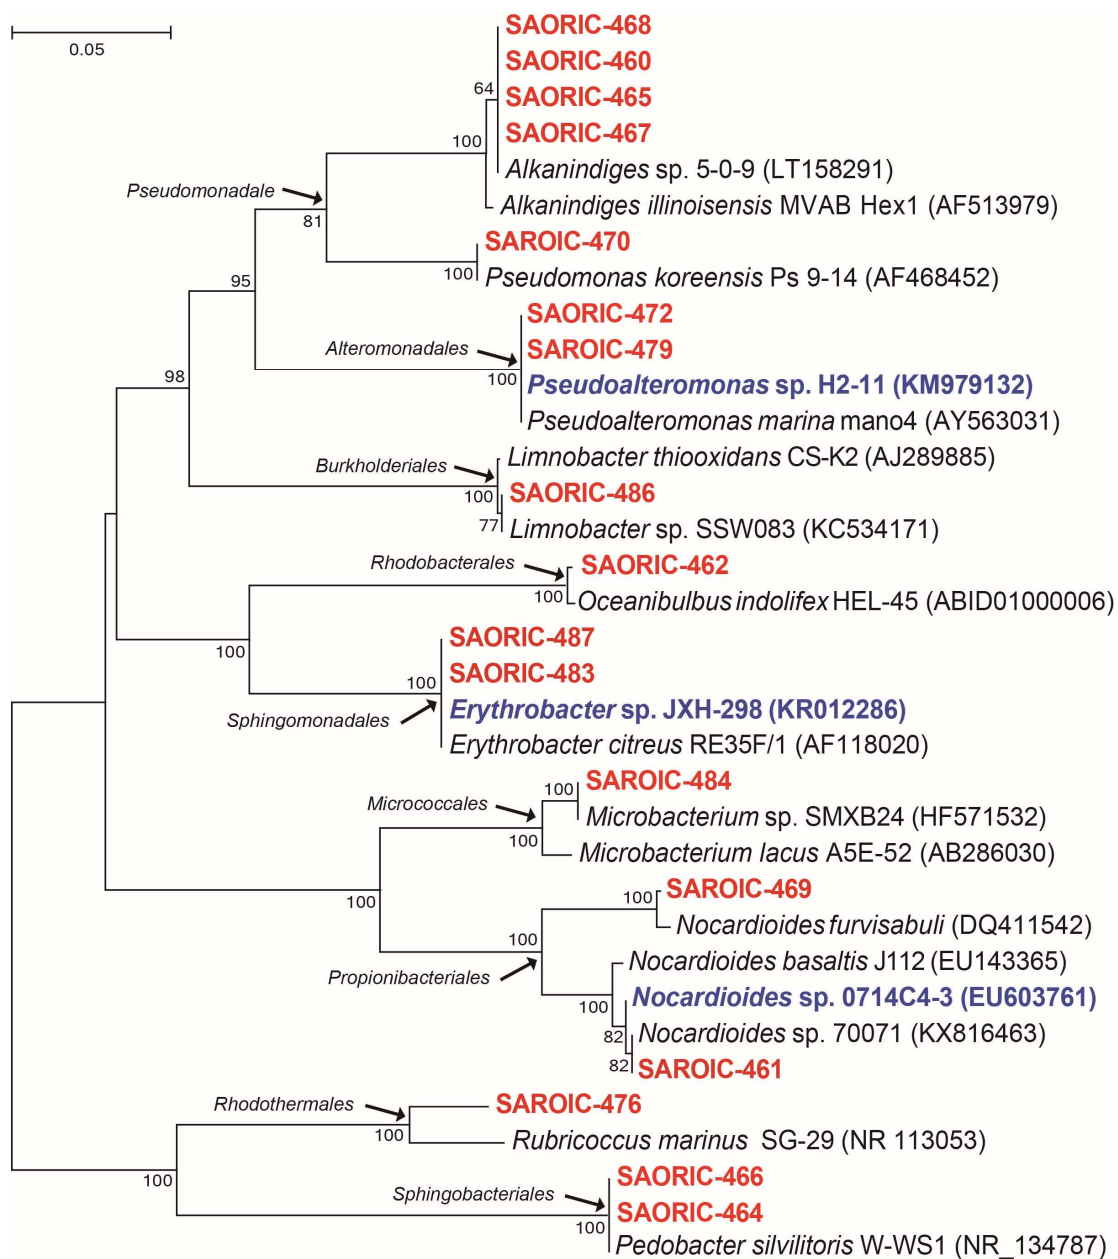 SAORIC-468
0.05
SAORIC-460
64
SAORIC-465
SAORIC-467
100
Alkanindiges sp. 5-0-9 (LT158291)
Pseudomonadale
Alkanindiges illinoisensis MVAB Hex1 (AF513979)
81
SAROIC-470
100
Pseudomonas koreensis Ps 9-14 (AF468452)
95
SAORIC-472
Alteromonadales
SAROIC-479
100
98
Pseudoalteromonas sp. H2-11 (KM979132)
Pseudoalteromonas marina mano4 (AY563031)
Limnobacter thiooxidans CS-K2 (AJ289885)
Burkholderiales
100
SAORIC-486
77
Limnobacter sp. SSW083 (KC534171)
Rhodobacterales
SAORIC-462
100
Oceanibulbus indolifex HEL-45 (ABID01000006)
SAORIC-487
100
SAORIC-483
100
Erythrobacter sp. JXH-298 (KR012286)
Sphingomonadales
Erythrobacter citreus RE35F/1 (AF118020)
SAROIC-484
100
Micrococcales
Microbacterium sp. SMXB24 (HF571532)
100
Microbacterium lacus A5E-52 (AB286030)
SAROIC-469
100
100
Nocardioides furvisabuli (DQ411542)
100
Nocardioides basaltis J112 (EU143365)
Propionibacteriales
Nocardioides sp. 0714C4-3 (EU603761)
100
Nocardioides sp. 70071 (KX816463)
82
82
SAROIC-461
Rhodothermales
SAROIC-476
100
Rubricoccus marinus SG-29 (NR 113053)
100
SAORIC-466
Sphingobacteriales
SAORIC-464
100
Pedobacter silvilitoris W-WS1 (NR_134787)